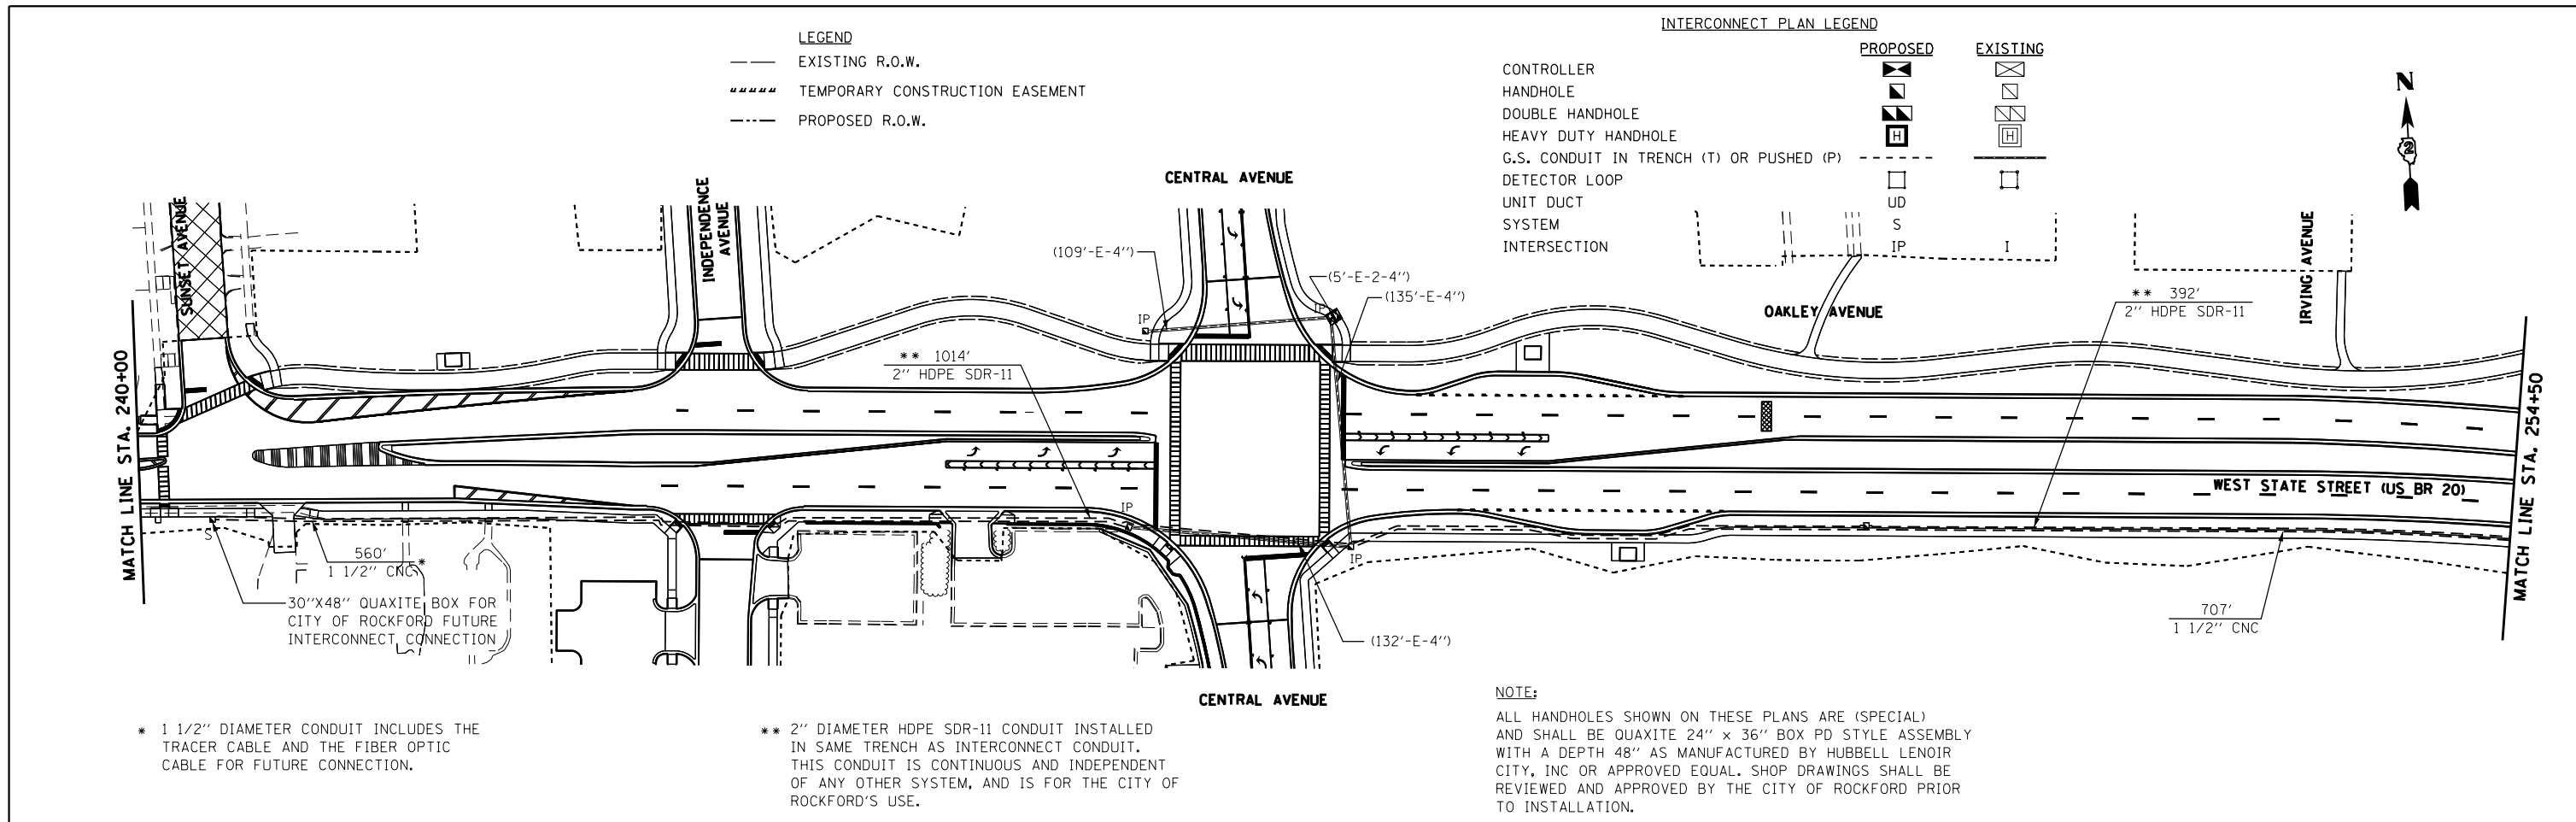 LEGEND
EXISTING R.O.W.
TEMPORARY CONSTRUCTION EASEMENT
PROPOSED R.O.W.
INTERCONNECT PLAN LEGEND
PROPOSED EXISTING
CONTROLLER
HANDHOLE
DOUBLE HANDHOLE
HEAVY DUTY HANDHOLE H H
G.S. CONDUIT IN TRENCH (T) OR PUSHED (P)
DETECTOR LOOP
UNIT DUCT UD
SYSTEM S
INTERSECTION IP I
N
2
SUNSET AVENUE
INDEPENDENCE
AVENUE
CENTRAL AVENUE
(109'-E-4'')
(5'-E-2-4'')
(135'-E-4'')
IP
IP
OAKLEY AVENUE
** 392'
2'' HDPE SDR-11
IRVING AVENUE
** 1014'
2'' HDPE SDR-11
MATCH LINE STA. 240+00
MATCH LINE STA. 254+50
WEST STATE STREET (US BR 20)
IP
IP
S
560'
1 1/2'' CNC *
30''X48'' QUAXITE BOX FOR
CITY OF ROCKFORD FUTURE
INTERCONNECT CONNECTION
(132'-E-4'')
707'
1 1/2'' CNC
CENTRAL AVENUE
* 1 1/2'' DIAMETER CONDUIT INCLUDES THE
TRACER CABLE AND THE FIBER OPTIC
CABLE FOR FUTURE CONNECTION.
** 2'' DIAMETER HDPE SDR-11 CONDUIT INSTALLED
IN SAME TRENCH AS INTERCONNECT CONDUIT.
THIS CONDUIT IS CONTINUOUS AND INDEPENDENT
OF ANY OTHER SYSTEM, AND IS FOR THE CITY OF
ROCKFORD'S USE.
NOTE:
ALL HANDHOLES SHOWN ON THESE PLANS ARE (SPECIAL)
AND SHALL BE QUAXITE 24'' x 36'' BOX PD STYLE ASSEMBLY
WITH A DEPTH 48'' AS MANUFACTURED BY HUBBELL LENOIR
CITY, INC OR APPROVED EQUAL. SHOP DRAWINGS SHALL BE
REVIEWED AND APPROVED BY THE CITY OF ROCKFORD PRIOR
TO INSTALLATION.